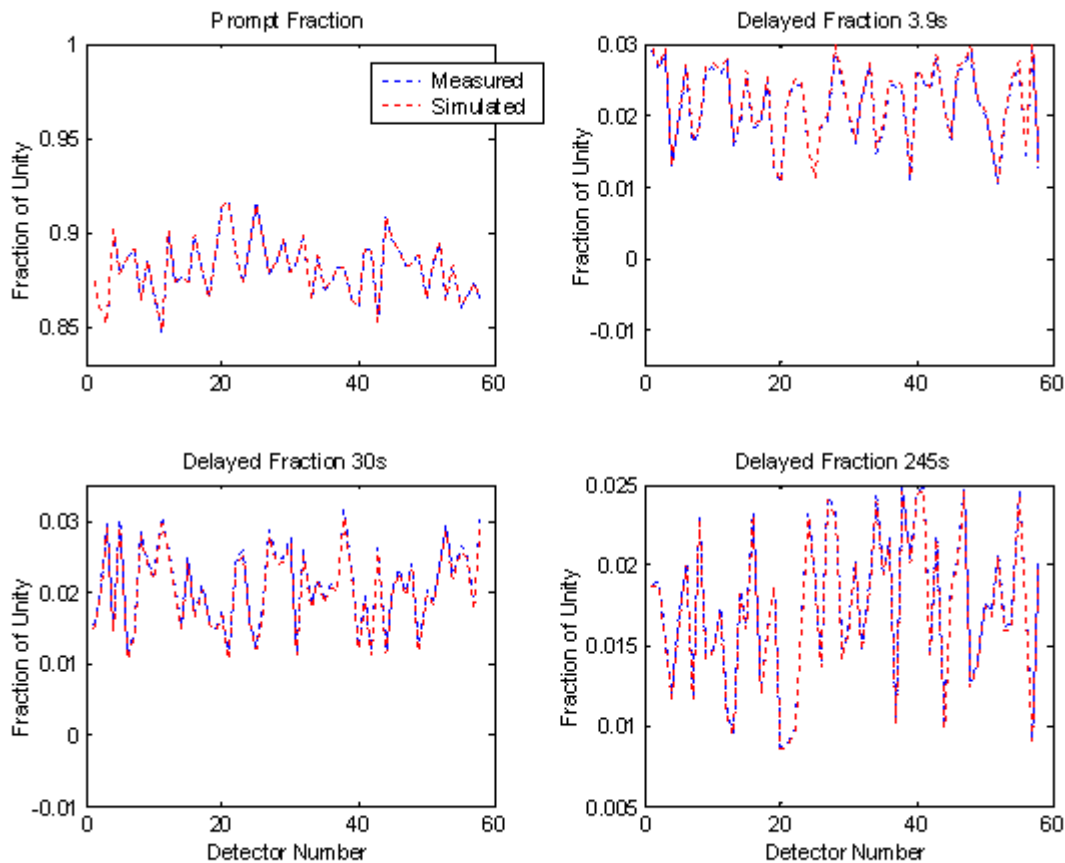 Prompt Fraction
1
0.95
0.9
0.85
Fraction of Unity
0
20
40
60
Measured
Simulated
Delayed Fraction 3.9s
0.03
0.02
0.01
0
-0.01
Fraction of Unity
0
20
40
60
Delayed Fraction 30s
0.03
0.02
0.01
0
-0.01
Fraction of Unity
0
20
40
60
Detector Number
Delayed Fraction 245s
0.025
0.02
0.015
0.01
0.005
Fraction of Unity
0
20
40
60
Detector Number